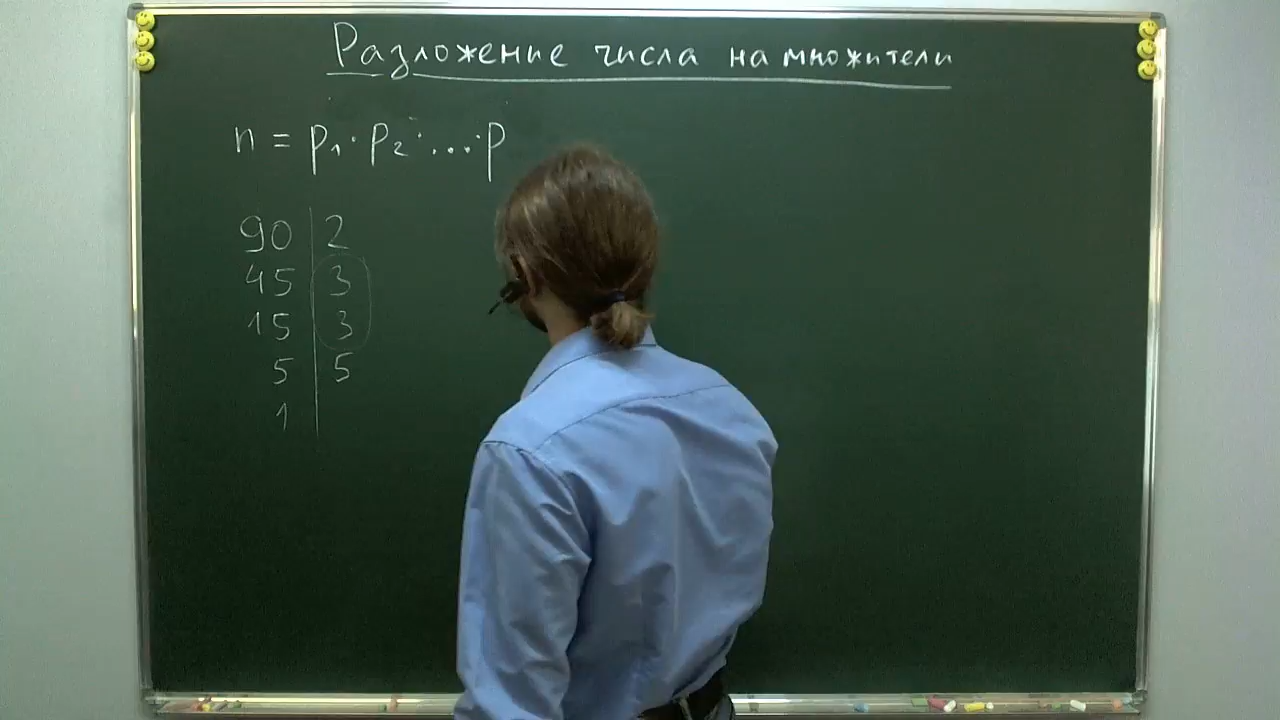 Разложение числа на множители
n = p₁ · p₂ · ... · p
90 | 2
45 | 3
15 | 3
5 | 5
1 |